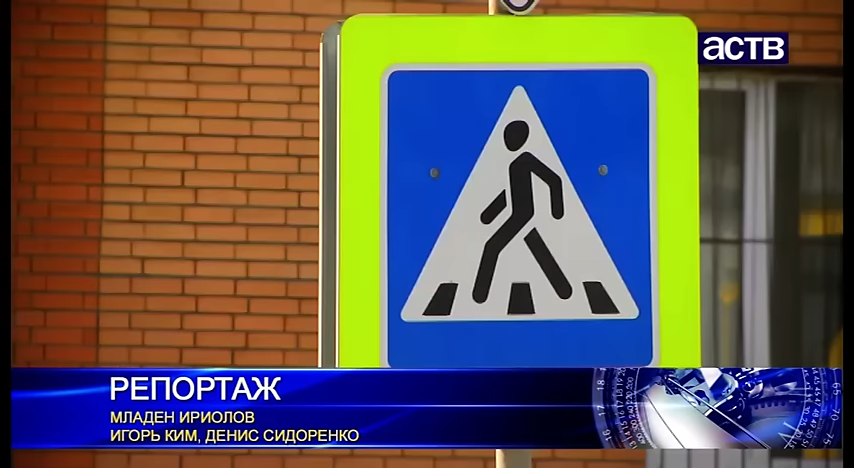 АСТВ
РЕПОРТАЖ
МЛАДЕН ИРИОЛОВ
ИГОРЬ КИМ, ДЕНИС СИДОРЕНКО